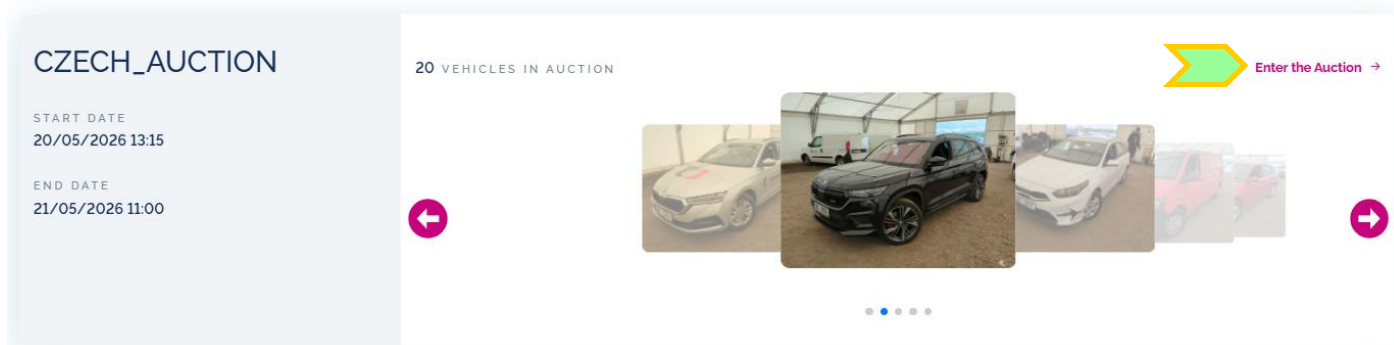 CZECH_AUCTION
START DATE
20/05/2026 13:15
END DATE
21/05/2026 11:00
20 VEHICLES IN AUCTION
Enter the Auction →